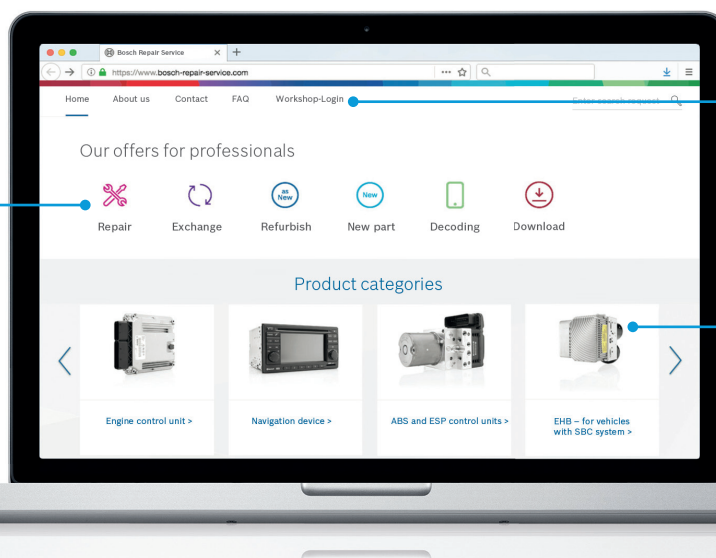 Bosch Repair Service
https://www.bosch-repair-service.com
Home About us Contact FAQ Workshop-Login Enter search request
Our offers for professionals
as New New
Repair Exchange Refurbish New part Decoding Download
Product categories
Engine control unit > Navigation device > ABS and ESP control units > EHB – for vehicles
with SBC system >